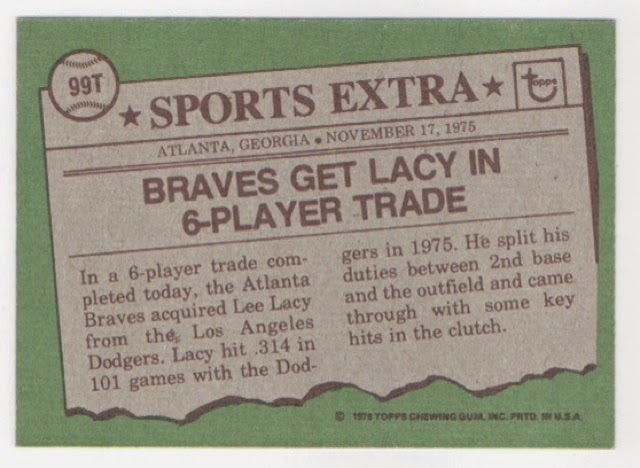 99T
★ SPORTS EXTRA ★
Topps
ATLANTA, GEORGIA • NOVEMBER 17, 1975
BRAVES GET LACY IN
6-PLAYER TRADE
In a 6-player trade com-
pleted today, the Atlanta
Braves acquired Lee Lacy
from the Los Angeles
Dodgers. Lacy hit .314 in
101 games with the Dod-
gers in 1975. He split his
duties between 2nd base
and the outfield and came
through with some key
hits in the clutch.
© 1976 TOPPS CHEWING GUM, INC. PRTD. IN U.S.A.